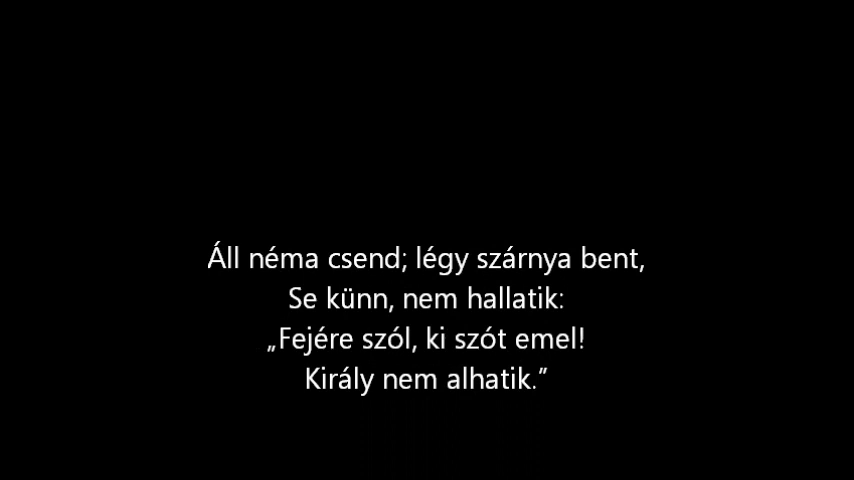 Áll néma csend; légy szárnya bent,
Se künn, nem hallatik:
„Fejére szól, ki szót emel!
Király nem alhatik.”